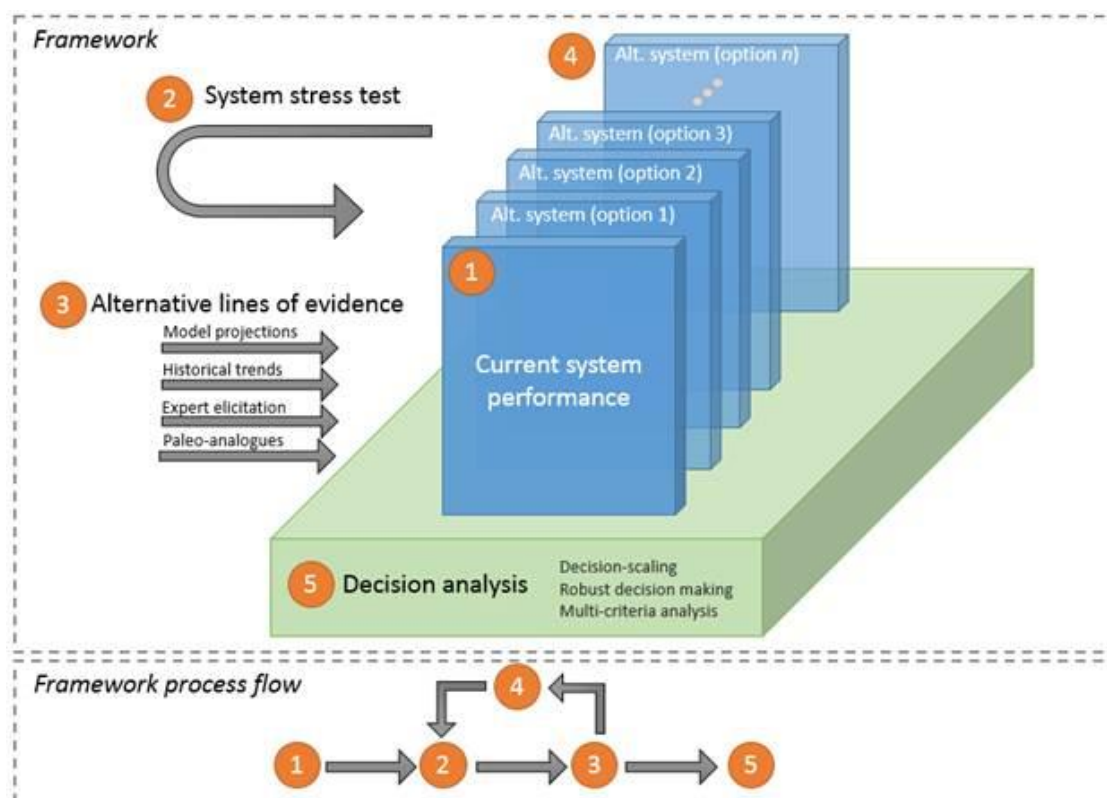 Framework
2 System stress test
3 Alternative lines of evidence
Model projections
Historical trends
Expert elicitation
Paleo-analogues
4 Alt. system (option n)
Alt. system (option 3)
Alt. system (option 2)
Alt. system (option 1)
1
Current system
performance
5 Decision analysis
Decision-scaling
Robust decision making
Multi-criteria analysis
Framework process flow
4
1 2 3 5